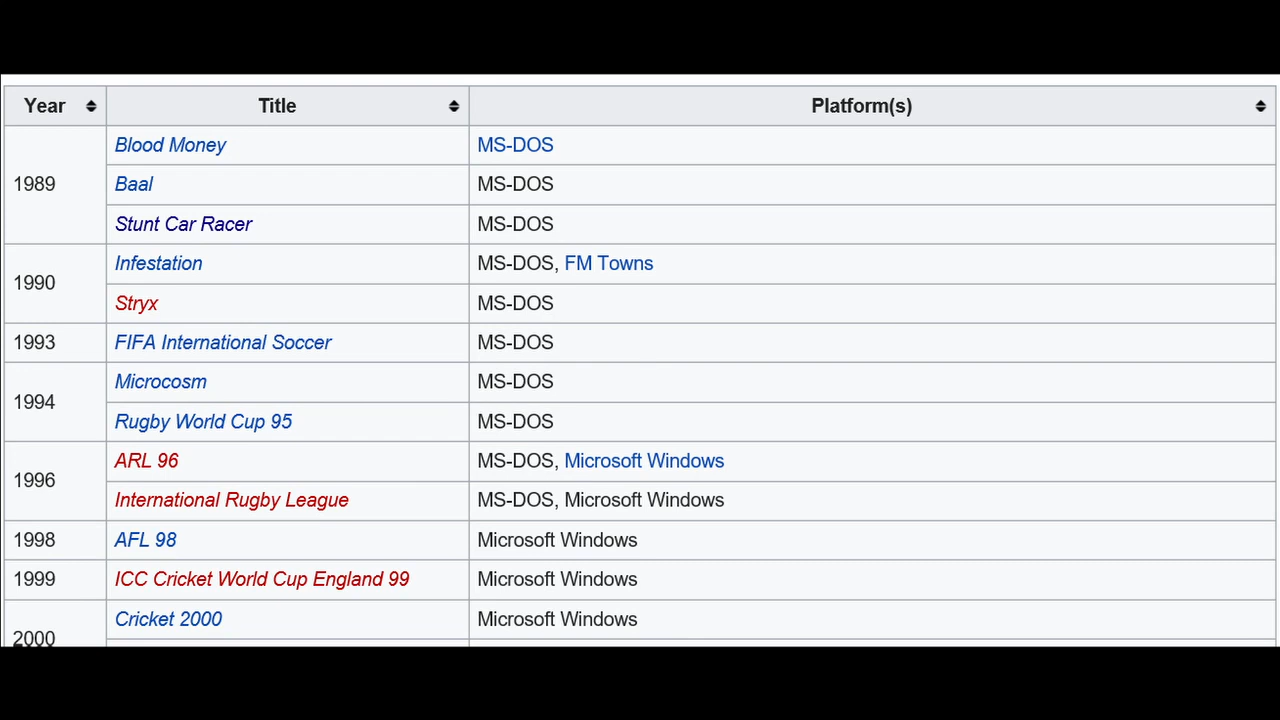 Year Title Platform(s)
1989 Blood Money MS-DOS
Baal MS-DOS
Stunt Car Racer MS-DOS
1990 Infestation MS-DOS, FM Towns
Stryx MS-DOS
1993 FIFA International Soccer MS-DOS
1994 Microcosm MS-DOS
Rugby World Cup 95 MS-DOS
1996 ARL 96 MS-DOS, Microsoft Windows
International Rugby League MS-DOS, Microsoft Windows
1998 AFL 98 Microsoft Windows
1999 ICC Cricket World Cup England 99 Microsoft Windows
2000 Cricket 2000 Microsoft Windows